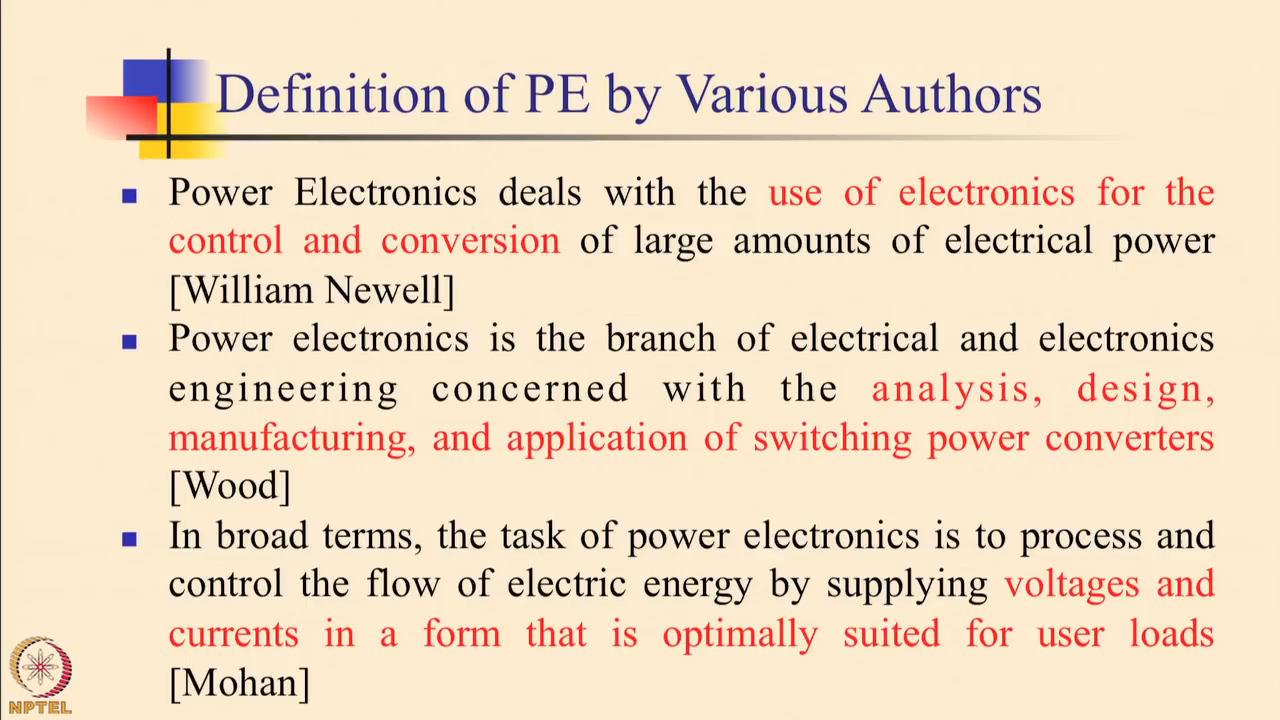 Definition of PE by Various Authors
Power Electronics deals with the use of electronics for the
control and conversion of large amounts of electrical power
[William Newell]
Power electronics is the branch of electrical and electronics
engineering concerned with the analysis, design,
manufacturing, and application of switching power converters
[Wood]
In broad terms, the task of power electronics is to process and
control the flow of electric energy by supplying voltages and
currents in a form that is optimally suited for user loads
[Mohan]
NPTEL